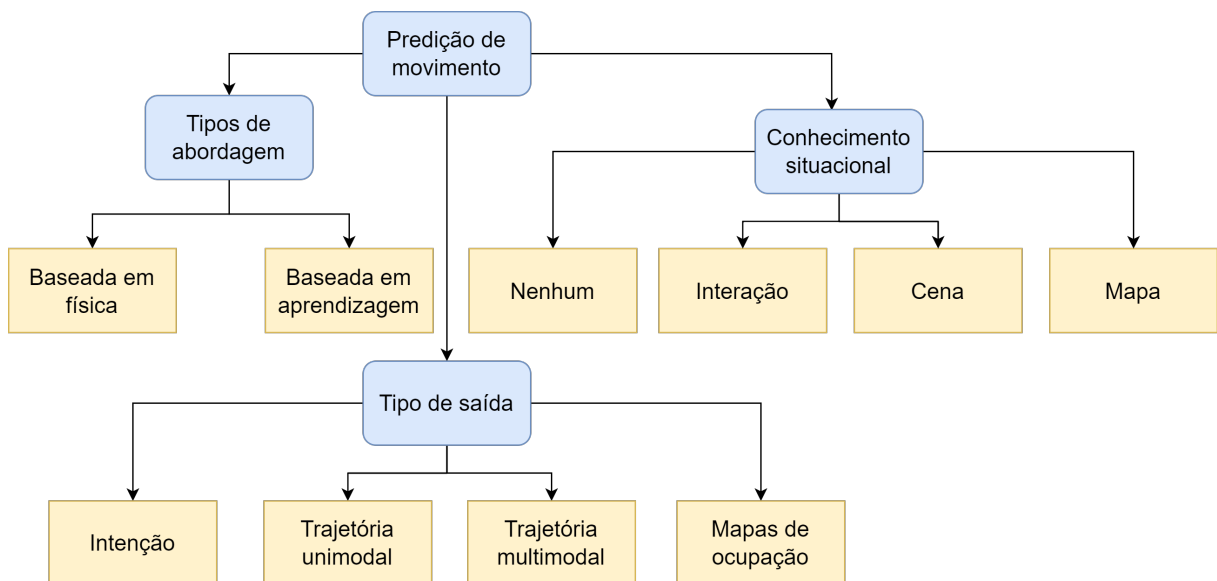 Predição de
movimento
Tipos de
abordagem
Conhecimento
situacional
Baseada em
física
Baseada em
aprendizagem
Nenhum
Interação
Cena
Mapa
Tipo de saída
Intenção
Trajetória
unimodal
Trajetória
multimodal
Mapas de
ocupação